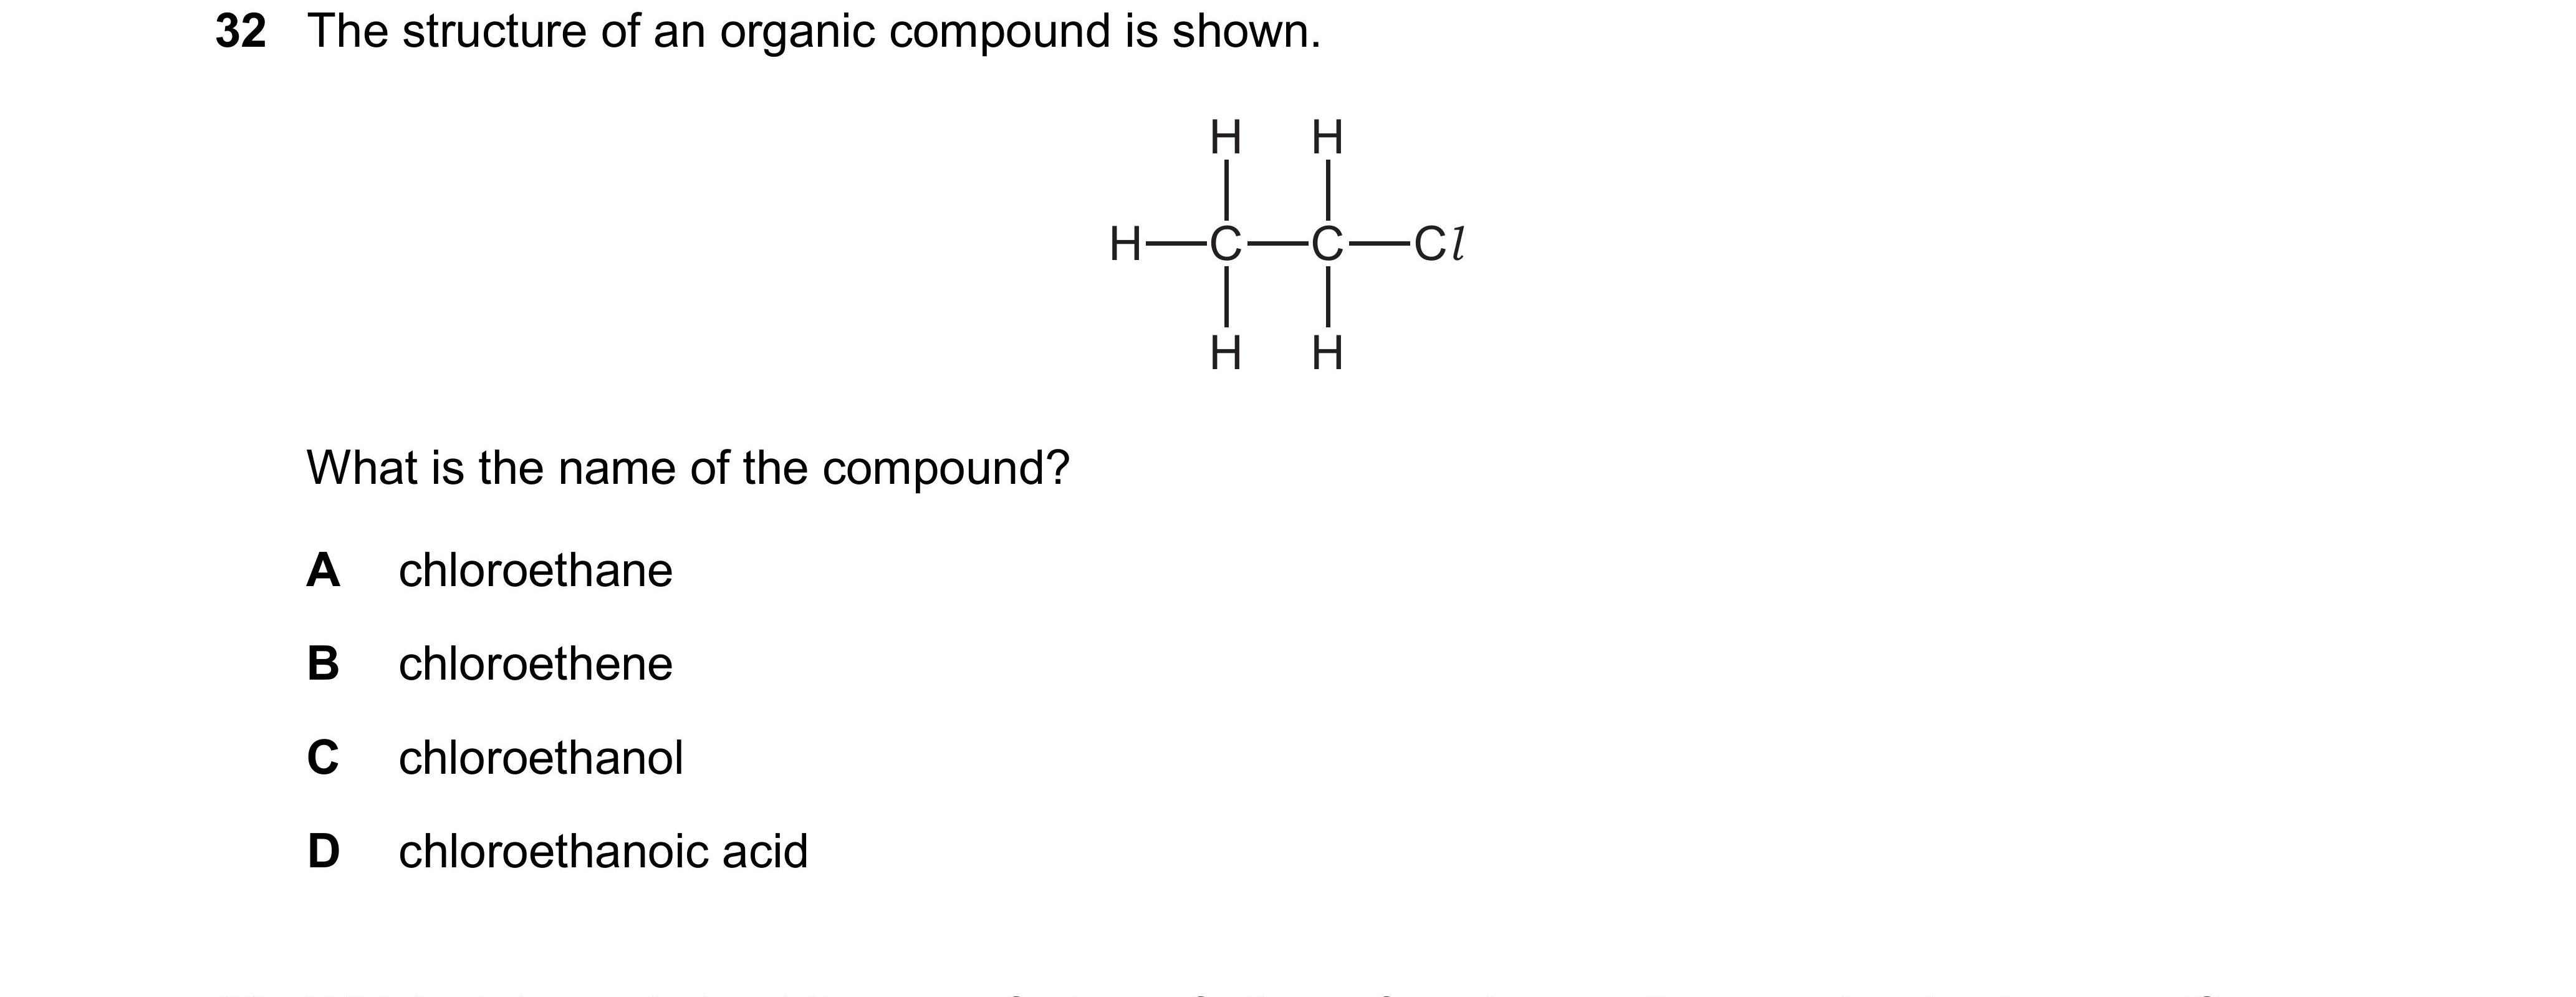 32 The structure of an organic compound is shown.
H H
H C C Cl
H H
What is the name of the compound?
A chloroethane
B chloroethene
C chloroethanol
D chloroethanoic acid